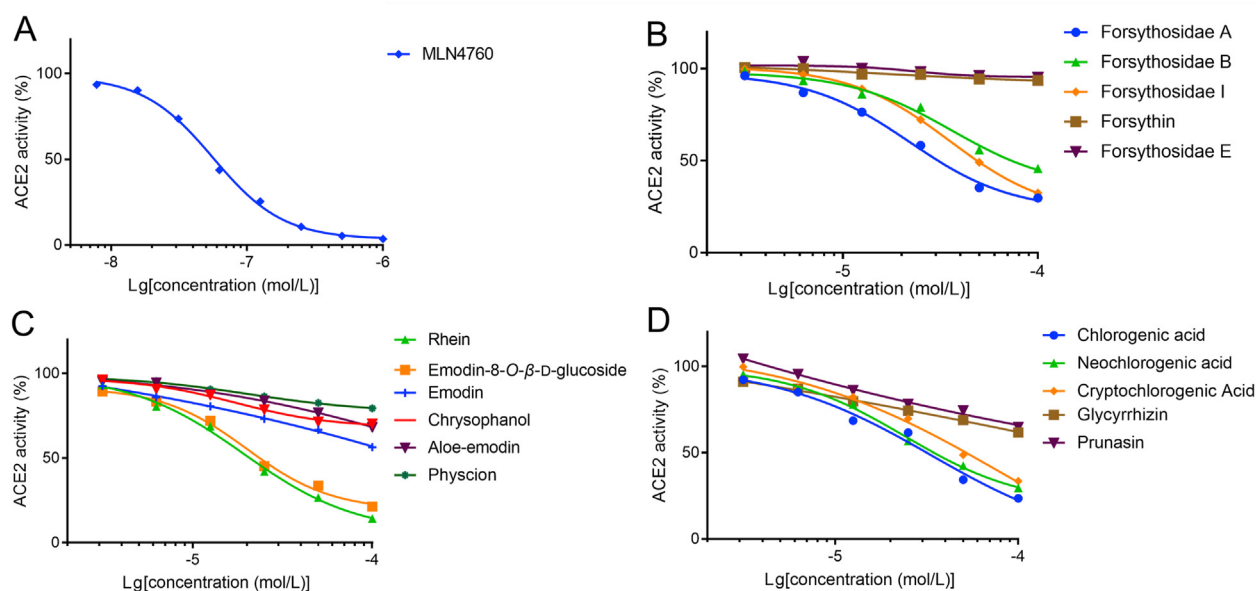 A
ACE2 activity (%)
100
50
0
-8
-7
-6
Lg[concentration (mol/L)]
MLN4760
B
ACE2 activity (%)
100
50
0
-5
-4
Lg[concentration (mol/L)]
Forsythosidae A
Forsythosidae B
Forsythosidae I
Forsythin
Forsythosidae E
C
ACE2 activity (%)
100
50
0
-5
-4
Lg[concentration (mol/L)]
Rhein
Emodin-8-O-β-D-glucoside
Emodin
Chrysophanol
Aloe-emodin
Physcion
D
ACE2 activity (%)
100
50
0
-5
-4
Lg[concentration (mol/L)]
Chlorogenic acid
Neochlorogenic acid
Cryptochlorogenic Acid
Glycyrrhizin
Prunasin